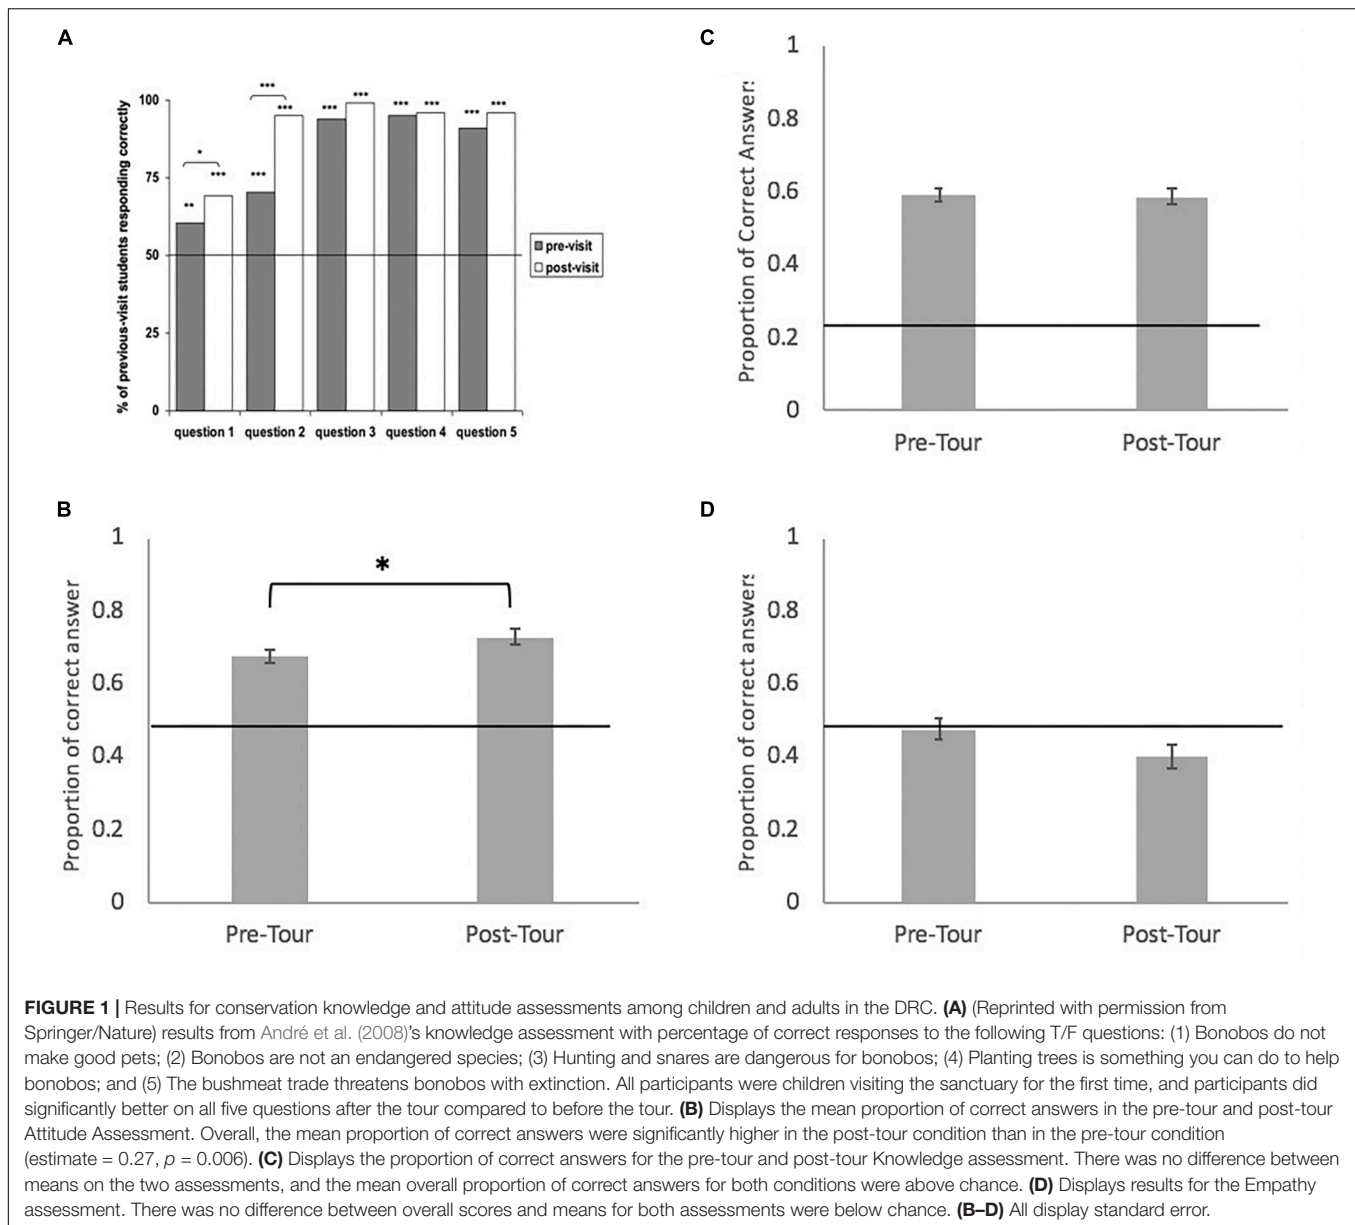 A
% of previous-visit students responding correctly
100
75
50
25
0
***
***
***
***
***
***
***
***
*
***
***
**
pre-visit
post-visit
question 1 question 2 question 3 question 4 question 5
C
Proportion of Correct Answers
1
0.8
0.6
0.4
0.2
0
Pre-Tour Post-Tour
B
Proportion of correct answer
1
0.8
0.6
0.4
0.2
0
*
Pre-Tour Post-Tour
D
Proportion of correct answers
1
0.8
0.6
0.4
0.2
0
Pre-Tour Post-Tour
FIGURE 1 | Results for conservation knowledge and attitude assessments among children and adults in the DRC. (A) (Reprinted with permission from
Springer/Nature) results from André et al. (2008)'s knowledge assessment with percentage of correct responses to the following T/F questions: (1) Bonobos do not
make good pets; (2) Bonobos are not an endangered species; (3) Hunting and snares are dangerous for bonobos; (4) Planting trees is something you can do to help
bonobos; and (5) The bushmeat trade threatens bonobos with extinction. All participants were children visiting the sanctuary for the first time, and participants did
significantly better on all five questions after the tour compared to before the tour. (B) Displays the mean proportion of correct answers in the pre-tour and post-tour
Attitude Assessment. Overall, the mean proportion of correct answers were significantly higher in the post-tour condition than in the pre-tour condition
(estimate = 0.27, p = 0.006). (C) Displays the proportion of correct answers for the pre-tour and post-tour Knowledge assessment. There was no difference between
means on the two assessments, and the mean overall proportion of correct answers for both conditions were above chance. (D) Displays results for the Empathy
assessment. There was no difference between overall scores and means for both assessments were below chance. (B–D) All display standard error.